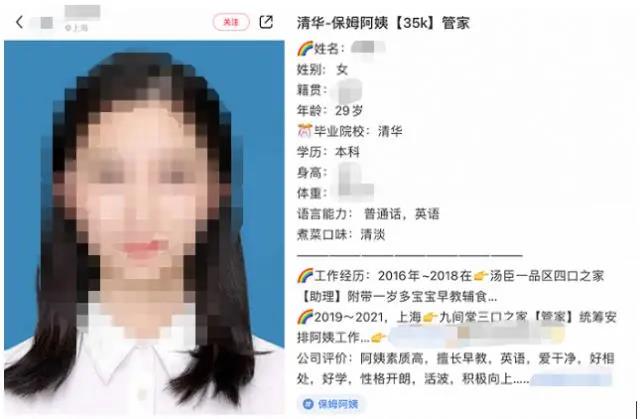 上海
关注
清华-保姆阿姨【35k】管家
🌈姓名：
姓别： 女
籍贯：
年龄：29岁
🎊毕业院校：清华
学历：本科
身高：
体重：
语言能力： 普通话，英语
煮菜口味：清淡
🌈工作经历：2016年~2018在👉汤臣一品区四口之家
【助理】附带一岁多宝宝早教辅食...
🌈2019～2021，上海👉九间堂三口之家【管家】统筹安
排阿姨工作...👉
公司评价：阿姨素质高，擅长早教，英语，爱干净，好相
处，好学，性格开朗，活波，积极向上.....
# 保姆阿姨